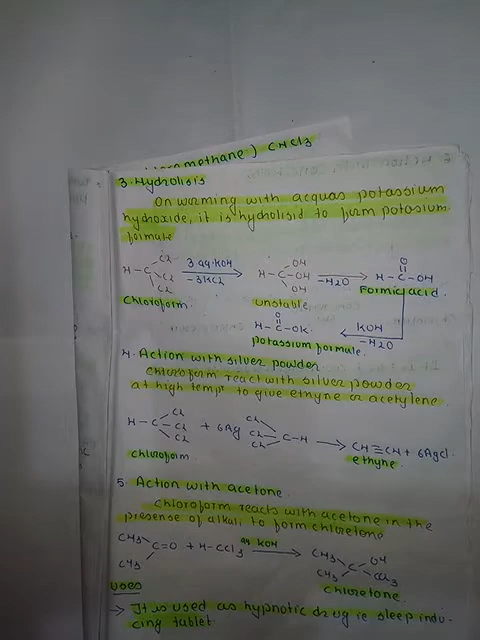 methane) CHCl3
3. Hydrolisis
On worming with acquas potassium
hydroxide, it is hydrolisid to form potasium
formate
H-C Cl Cl Cl 3.aq.KOH -3KCl H-C OH OH OH -H2O H-C-OH O
Chloroform. unstable Formic acid.
H-C-OK. O KOH -H2O
potassium formate.
4. Action with silver powder
chloroform react with silver powder
at high temp to give ethyne or acetylene.
H-C Cl Cl Cl + 6Ag Cl Cl Cl C-H → CH≡CH + 6Agcl.
chloroform. ethyne.
5. Action with acetone.
chloroform reacts with acetone in the
presense of alkali to form chloretone
CH3 CH3 C=O + H-CCl3 aq KOH → CH3 CH3 C OH CCl3
chloretone.
uses
→ It is used as hypnotic drug ie sleep indu-
cing tablet